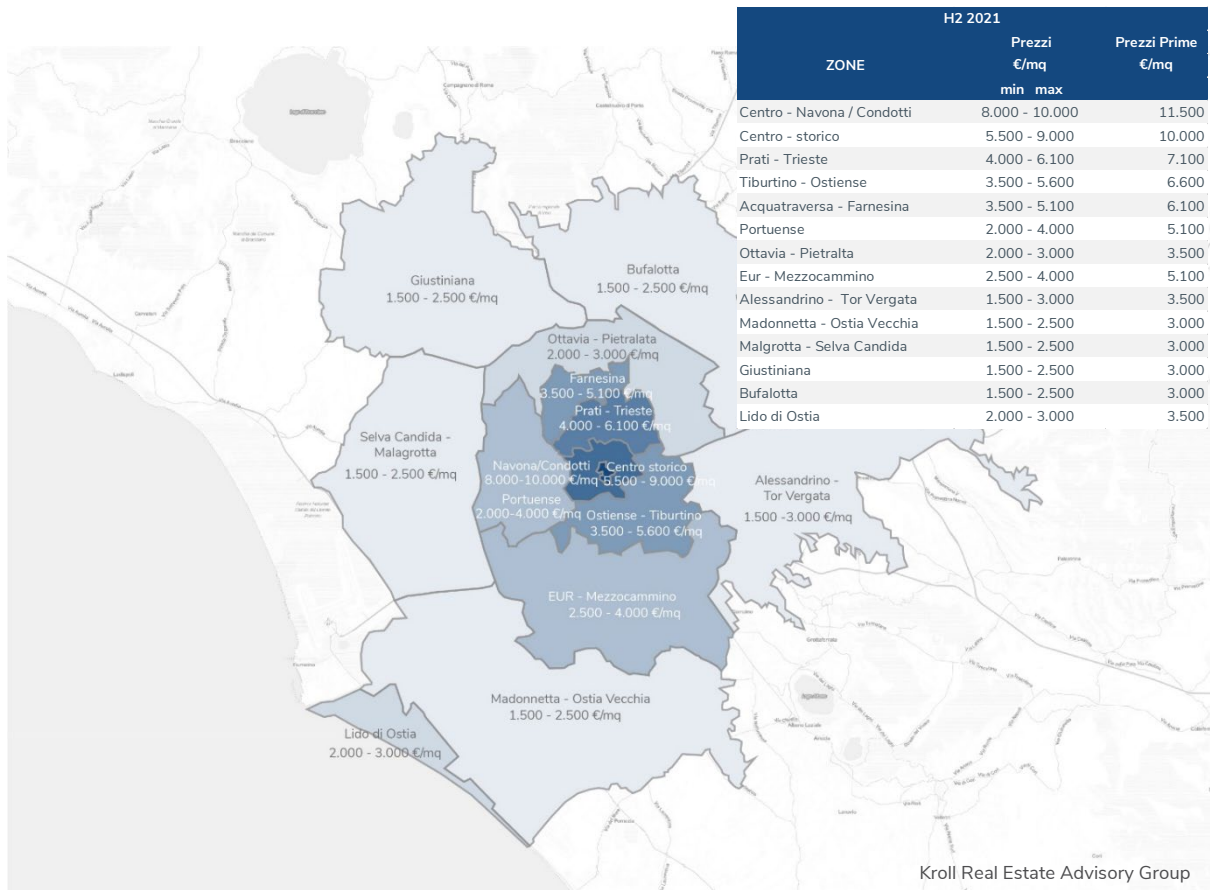 H2 2021
Prezzi Prezzi Prime
€/mq €/mq
ZONE
min max
Centro - Navona / Condotti 8.000 - 10.000 11.500
Centro - storico 5.500 - 9.000 10.000
Prati - Trieste 4.000 - 6.100 7.100
Tiburtino - Ostiense 3.500 - 5.600 6.600
Acquatraversa - Farnesina 3.500 - 5.100 6.100
Portuense 2.000 - 4.000 5.100
Ottavia - Pietralta 2.000 - 3.000 3.500
Eur - Mezzocammino 2.500 - 4.000 5.100
Alessandrino - Tor Vergata 1.500 - 3.000 3.500
Madonnetta - Ostia Vecchia 1.500 - 2.500 3.000
Malgrotta - Selva Candida 1.500 - 2.500 3.000
Giustiniana 1.500 - 2.500 3.000
Bufalotta 1.500 - 2.500 3.000
Lido di Ostia 2.000 - 3.000 3.500
Giustiniana
1.500 - 2.500 €/mq
Bufalotta
1.500 - 2.500 €/mq
Ottavia - Pietralata
2.000 - 3.000 €/mq
Farnesina
3.500 - 5.100 €/mq
Prati - Trieste
4.000 - 6.100 €/mq
Selva Candida -
Malagrotta
1.500 - 2.500 €/mq
Navona/Condotti
8.000-10.000 €/mq
Centro storico
5.500 - 9.000 €/mq
Portuense
2.000-4.000 €/mq
Ostiense - Tiburtino
3.500 - 5.600 €/mq
Alessandrino -
Tor Vergata
1.500 -3.000 €/mq
EUR - Mezzocammino
2.500 - 4.000 €/mq
Madonnetta - Ostia Vecchia
1.500 - 2.500 €/mq
Lido di Ostia
2.000 - 3.000 €/mq
Kroll Real Estate Advisory Group